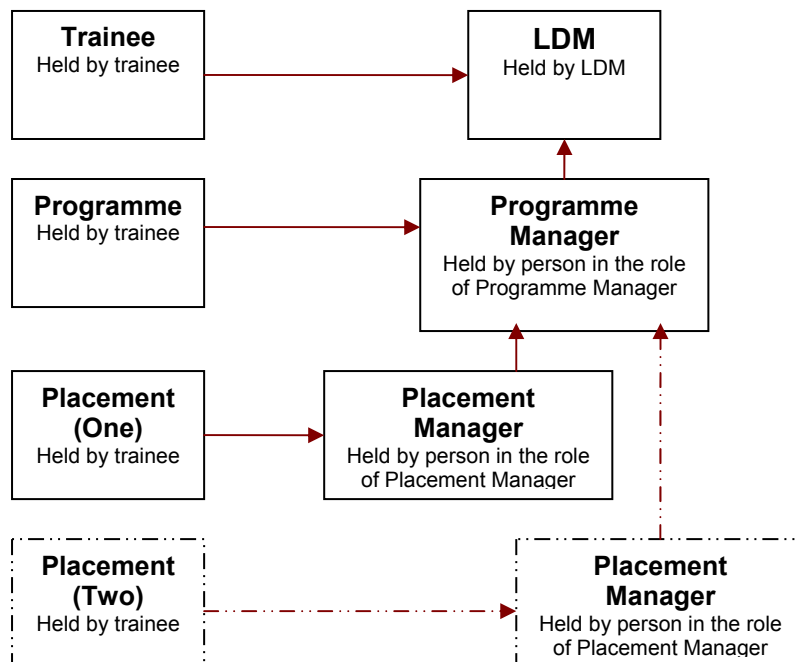 Trainee
Held by trainee
LDM
Held by LDM
Programme
Held by trainee
Programme
Manager
Held by person in the role
of Programme Manager
Placement
(One)
Held by trainee
Placement
Manager
Held by person in the role
of Placement Manager
Placement
(Two)
Held by trainee
Placement
Manager
Held by person in the role
of Placement Manager